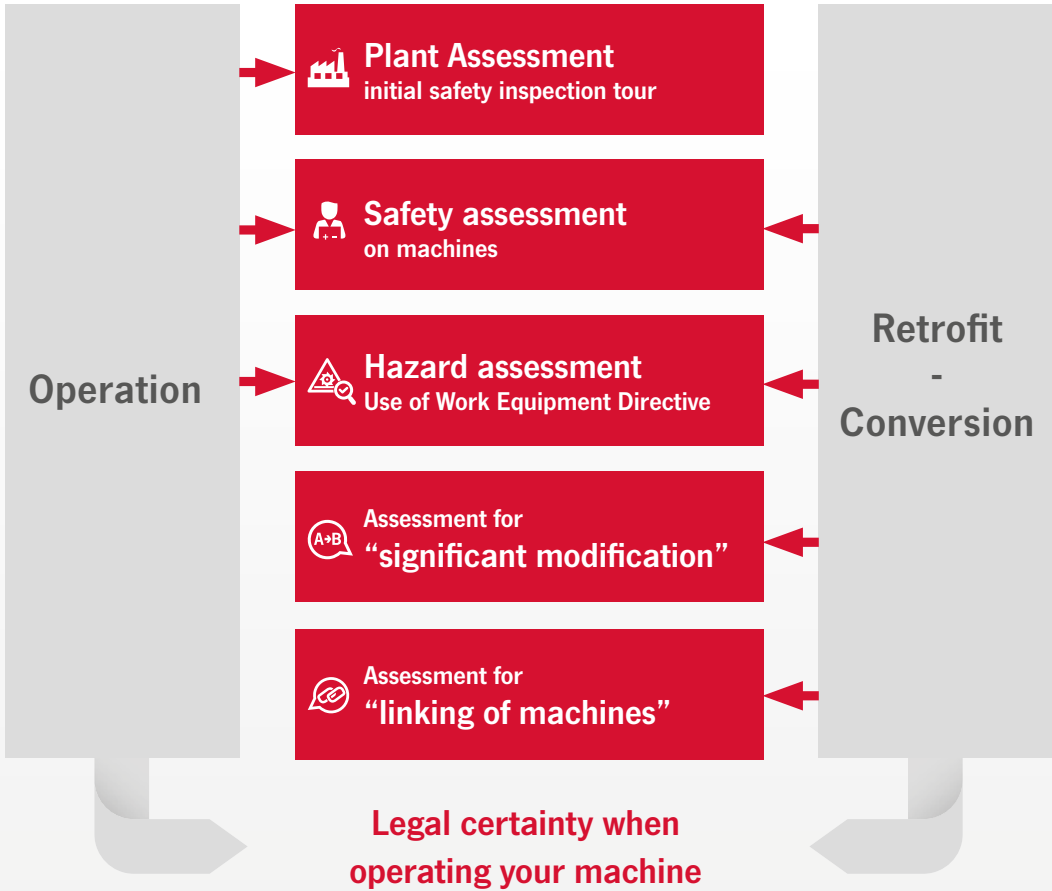 Plant Assessment
initial safety inspection tour
Safety assessment
on machines
Operation
Hazard assessment
Use of Work Equipment Directive
Retrofit
-
Conversion
A→B
Assessment for
“significant modification”
Assessment for
“linking of machines”
Legal certainty when
operating your machine